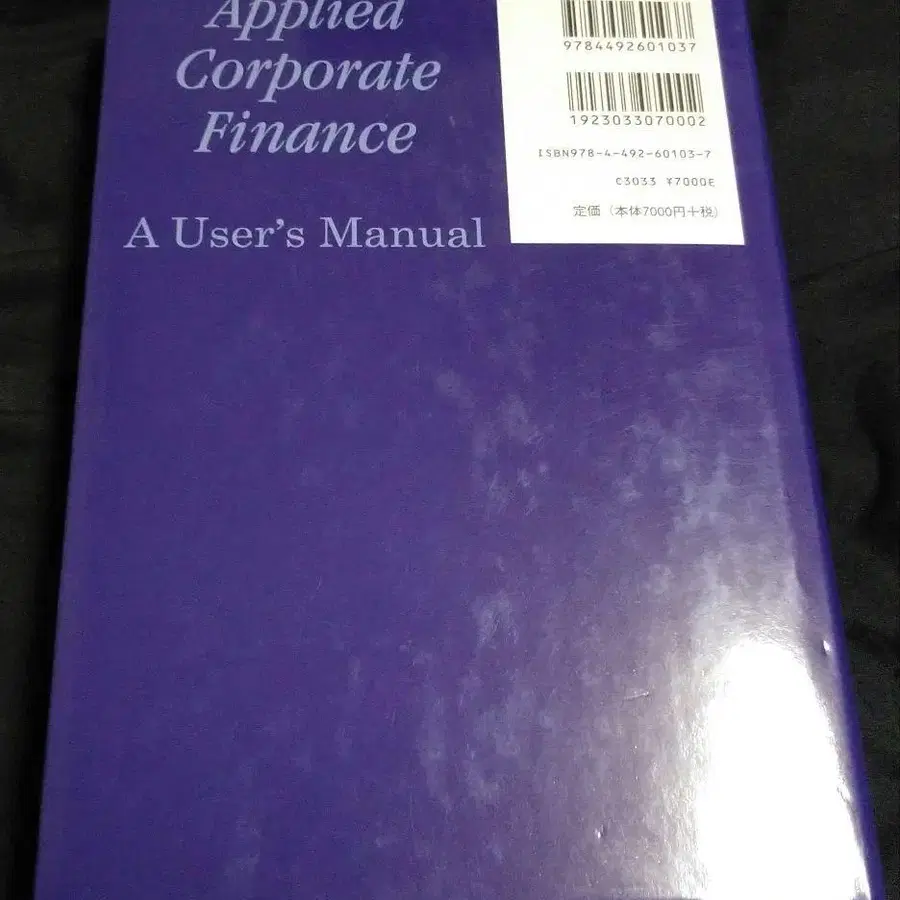 Applied
Corporate
Finance
A User's Manual
9784492601037
1923033070002
ISBN978-4-492-60103-7
C3033 ¥7000E
定価(本体7000円+税)